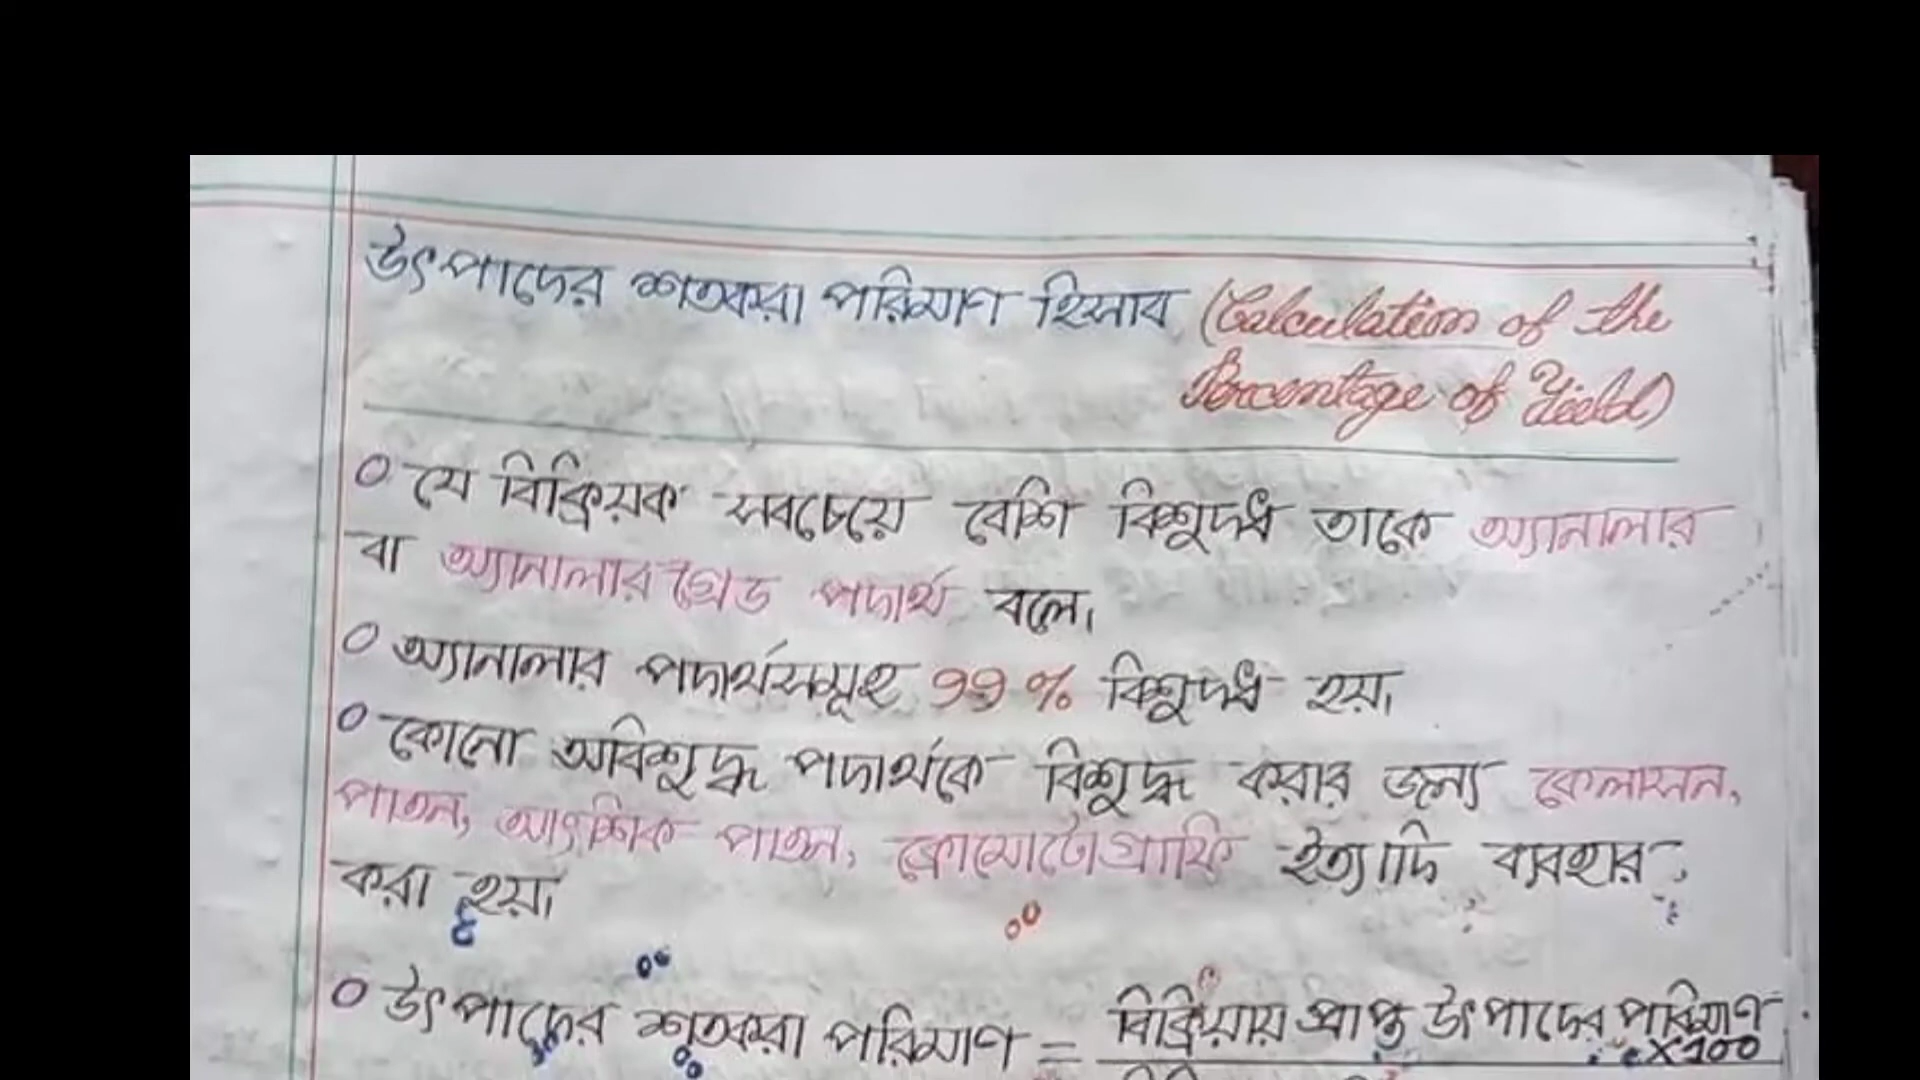 উৎপাদের শতকরা পরিমাণ হিসাব (Calculation of the
Percentage of Yield)
০ যে বিক্রিয়ক সবচেয়ে বেশি বিশুদ্ধ তাকে অ্যানালার
বা অ্যানালার গ্রেড পদার্থ বলে।
০ অ্যানালার পদার্থসমূহ 99% বিশুদ্ধ হয়।
০ কোনো অবিশুদ্ধ পদার্থকে বিশুদ্ধ করার জন্য কেলাসন,
পাতন, আংশিক পাতন, ক্রোমোটোগ্রাফি ইত্যাদি ব্যবহার
করা হয়।
০ উৎপাদের শতকরা পরিমাণ = বিক্রিয়ায় প্রাপ্ত উৎপাদের পরিমাণ
×100